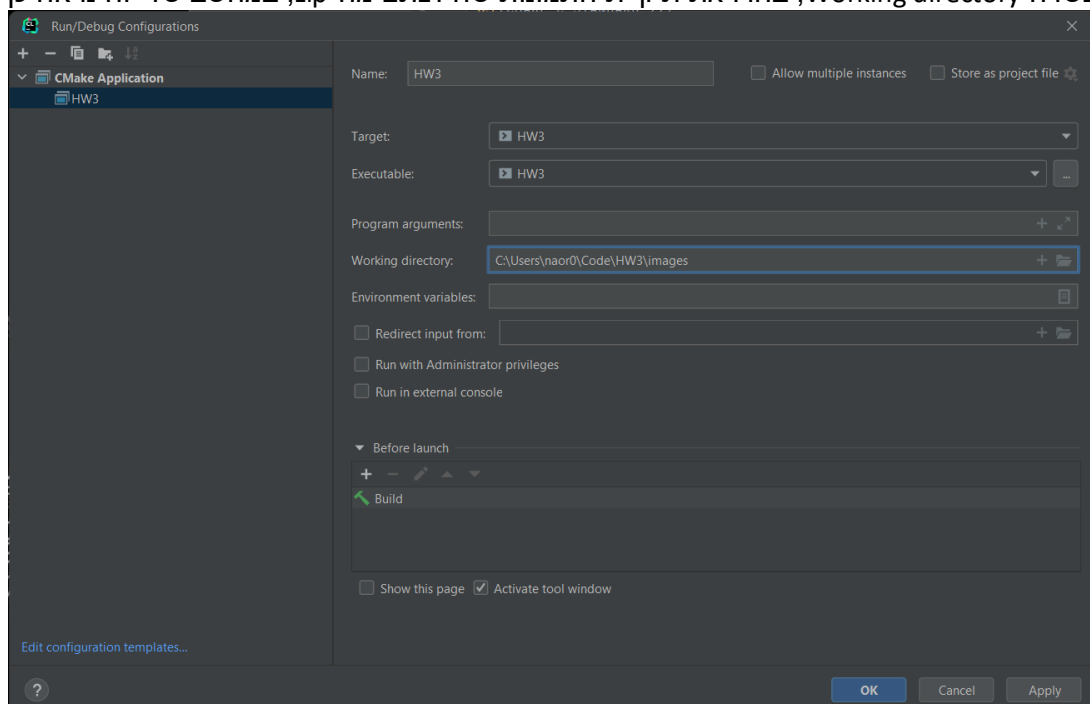 Working directory
Run/Debug Configurations
CMake Application
HW3
Name: HW3
Allow multiple instances
Store as project file
Target: HW3
Executable: HW3
...
Program arguments:
Working directory: C:\Users\naor0\Code\HW3\images
Environment variables:
Redirect input from:
Run with Administrator privileges
Run in external console
Before launch
Build
Show this page
Activate tool window
Edit configuration templates...
?
OK Cancel Apply